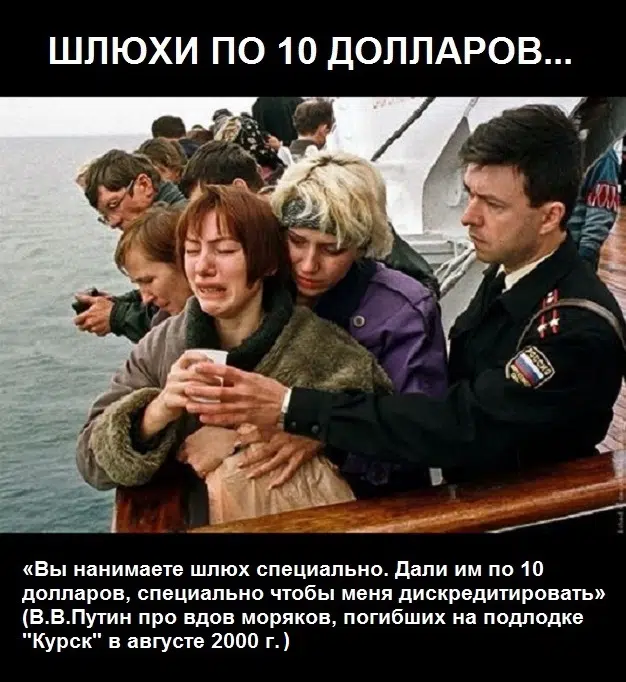 ШЛЮХИ ПО 10 ДОЛЛАРОВ...
«Вы нанимаете шлюх специально. Дали им по 10
долларов, специально чтобы меня дискредитировать»
(В.В.Путин про вдов моряков, погибших на подлодке
"Курск" в августе 2000 г.)